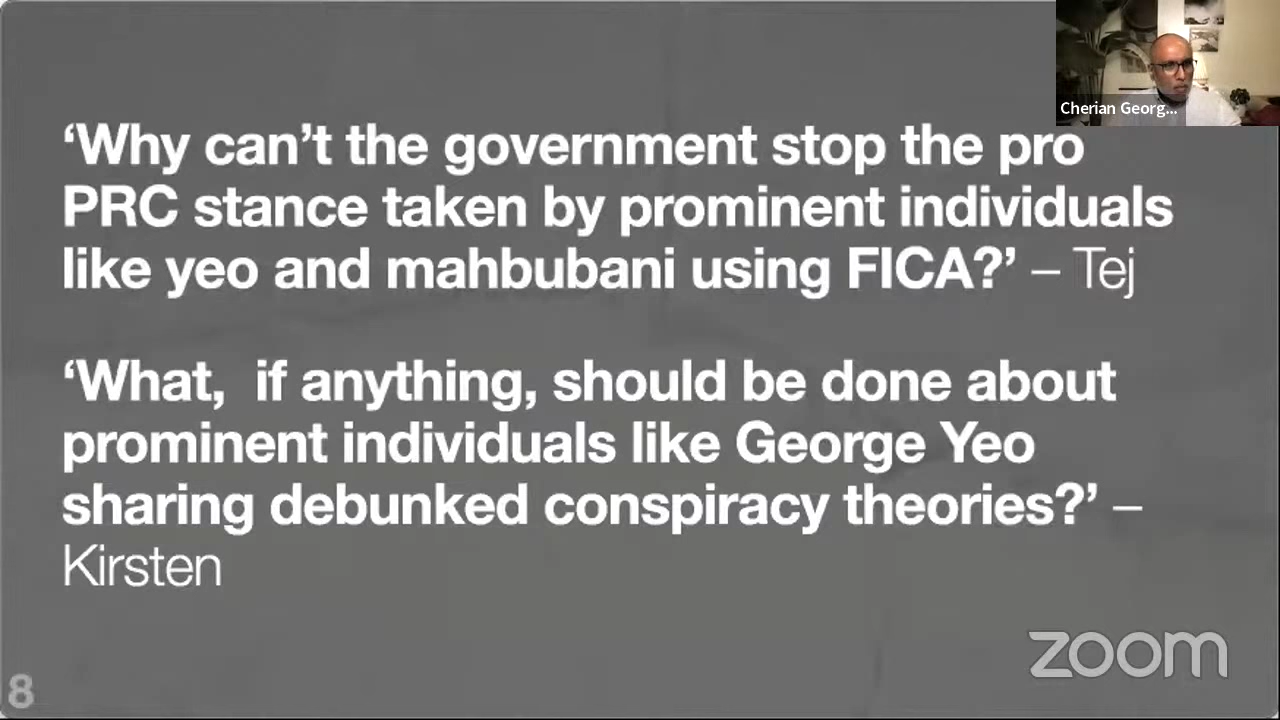 Cherian Georg...
‘Why can’t the government stop the pro
PRC stance taken by prominent individuals
like yeo and mahbubani using FICA?’ – Tej
‘What,  if anything, should be done about
prominent individuals like George Yeo
sharing debunked conspiracy theories?’ –
Kirsten
zoom
8